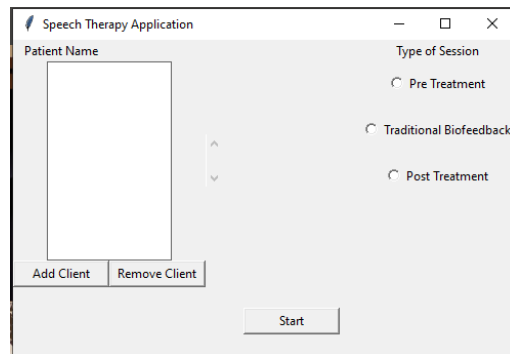 Speech Therapy Application
Patient Name
Type of Session
Pre Treatment
Traditional Biofeedback
Post Treatment
Add Client
Remove Client
Start